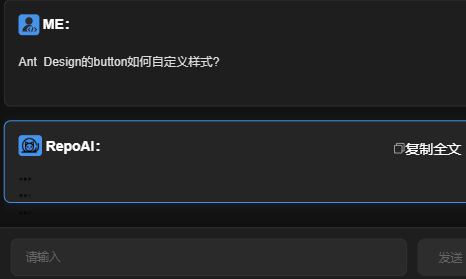 ME：
Ant Design的button如何自定义样式?
RepoAI：
复制全文
...
...
...
请输入
发送